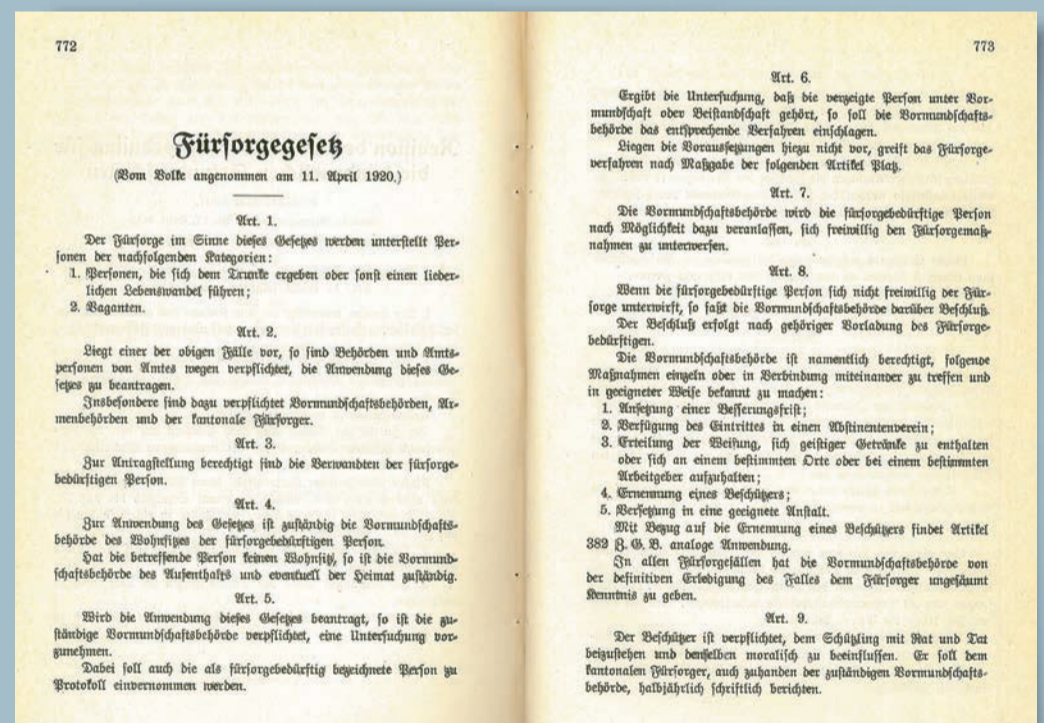 772
Fürsorgegesetz
(Vom Volke angenommen am 11. April 1920.)
Art. 1.
Der Fürsorge im Sinne dieses Gesetzes werden unterstellt Per-
sonen der nachfolgenden Kategorien:
1. Personen, die sich dem Trunke ergeben oder sonst einen lieder-
lichen Lebenswandel führen;
2. Vaganten.
Art. 2.
Liegt einer der obigen Fälle vor, so sind Behörden und Amts-
personen von Amtes wegen verpflichtet, die Anwendung dieses Ge-
setzes zu beantragen.
Insbesondere sind dazu verpflichtet Vormundschaftsbehörden, Ar-
menbehörden und der kantonale Fürsorger.
Art. 3.
Zur Antragstellung berechtigt sind die Verwandten der fürsorge-
bedürftigen Person.
Art. 4.
Zur Anwendung des Gesetzes ist zuständig die Vormundschafts-
behörde des Wohnsitzes der fürsorgebedürftigen Person.
Hat die betreffende Person keinen Wohnsitz, so ist die Vormund-
schaftsbehörde des Aufenthalts und eventuell der Heimat zuständig.
Art. 5.
Wird die Anwendung dieses Gesetzes beantragt, so ist die zu-
ständige Vormundschaftsbehörde verpflichtet, eine Untersuchung vor-
zunehmen.
Dabei soll auch die als fürsorgebedürftig bezeichnete Person zu
Protokoll einvernommen werden.
773
Art. 6.
Ergibt die Untersuchung, daß die verzeigte Person unter Vor-
mundschaft oder Beistandschaft gehört, so soll die Vormundschafts-
behörde das entsprechende Verfahren einschlagen.
Liegen die Voraussetzungen hiezu nicht vor, greift das Fürsorge-
verfahren nach Maßgabe der folgenden Artikel Platz.
Art. 7.
Die Vormundschaftsbehörde wird die fürsorgebedürftige Person
nach Möglichkeit dazu veranlassen, sich freiwillig den Fürsorgemaß-
nahmen zu unterwerfen.
Art. 8.
Wenn die fürsorgebedürftige Person sich nicht freiwillig der Für-
sorge unterwirft, so faßt die Vormundschaftsbehörde darüber Beschluß.
Der Beschluß erfolgt nach gehöriger Vorladung des Fürsorge-
bedürftigen.
Die Vormundschaftsbehörde ist namentlich berechtigt, folgende
Maßnahmen einzeln oder in Verbindung miteinander zu treffen und
in geeigneter Weise bekannt zu machen:
1. Ansetzung einer Besserungsfrist;
2. Verfügung des Eintrittes in einen Abstinentenverein;
3. Erteilung der Weisung, sich geistiger Getränke zu enthalten
oder sich an einem bestimmten Orte oder bei einem bestimmten
Arbeitgeber aufzuhalten;
4. Ernennung eines Beschützers;
5. Versetzung in eine geeignete Anstalt.
Mit Bezug auf die Ernennung eines Beschützers findet Artikel
382 Z. G. B. analoge Anwendung.
In allen Fürsorgefällen hat die Vormundschaftsbehörde von
der definitiven Erledigung des Falles dem Fürsorger ungesäumt
Kenntnis zu geben.
Art. 9.
Der Beschützer ist verpflichtet, dem Schützling mit Rat und Tat
beizustehen und denselben moralisch zu beeinflussen. Er soll dem
kantonalen Fürsorger, auch zuhanden der zuständigen Vormundschafts-
behörde, halbjährlich schriftlich berichten.